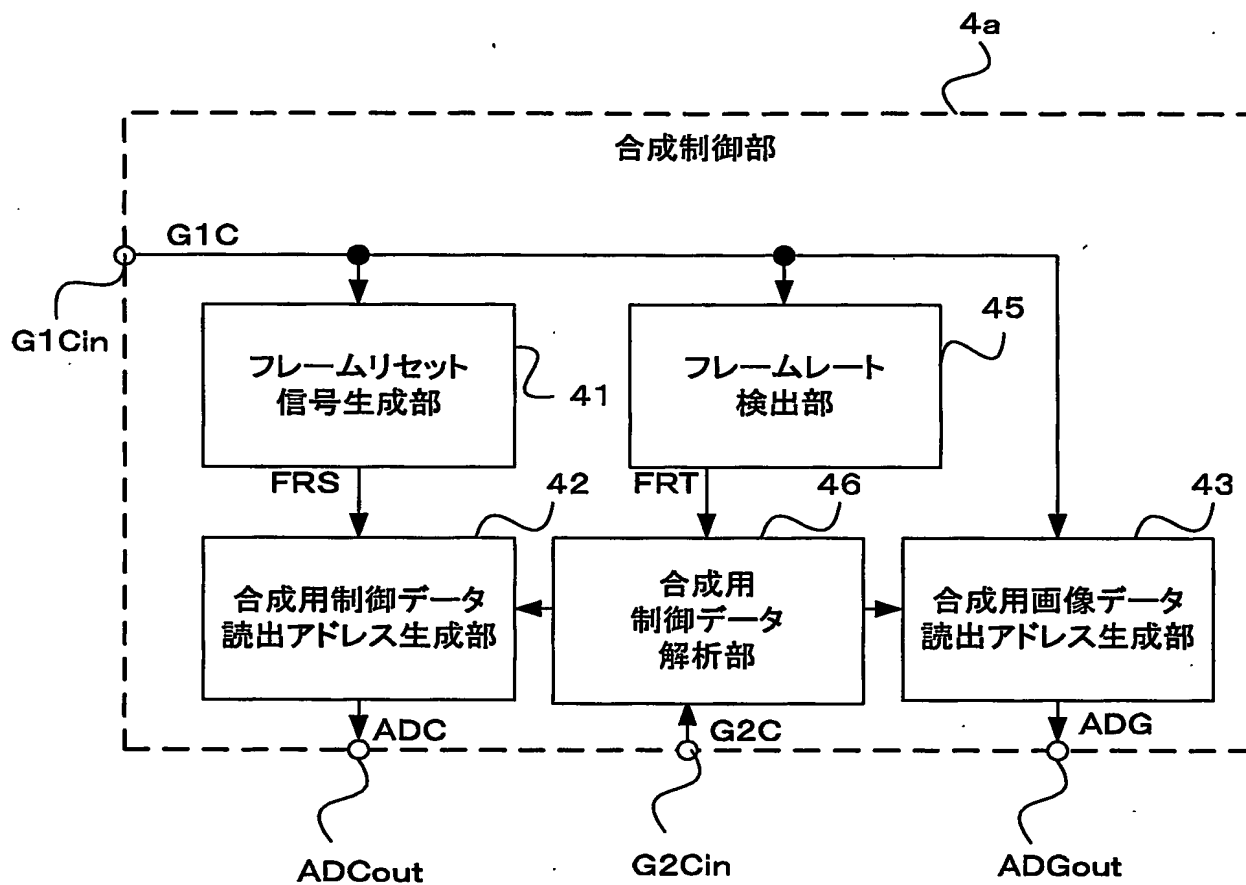 4a
合成制御部
G1C
G1Cin
フレームリセット
信号生成部
41
フレームレート
検出部
45
FRS
42
FRT
46
43
合成用制御データ
読出アドレス生成部
合成用
制御データ
解析部
合成用画像データ
読出アドレス生成部
ADC
G2C
ADG
ADCout
G2Cin
ADGout